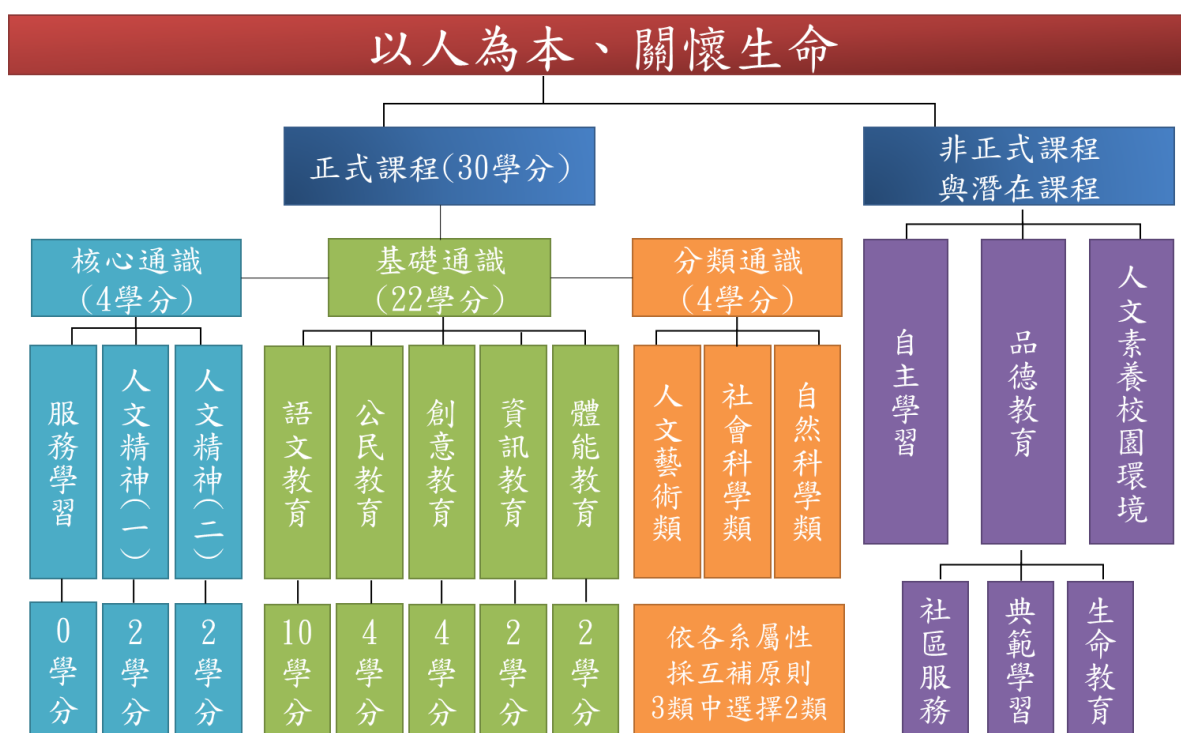 以人為本、關懷生命
正式課程(30學分)
非正式課程
與潛在課程
核心通識
(4學分)
基礎通識
(22學分)
分類通識
(4學分)
服務學習
人文精神(一)
人文精神(二)
語文教育
公民教育
創意教育
資訊教育
體能教育
人文藝術類
社會科學類
自然科學類
自主學習
品德教育
人文素養校園環境
0學分
2學分
2學分
10學分
4學分
4學分
2學分
2學分
依各系屬性
採互補原則
3類中選擇2類
社區服務
典範學習
生命教育